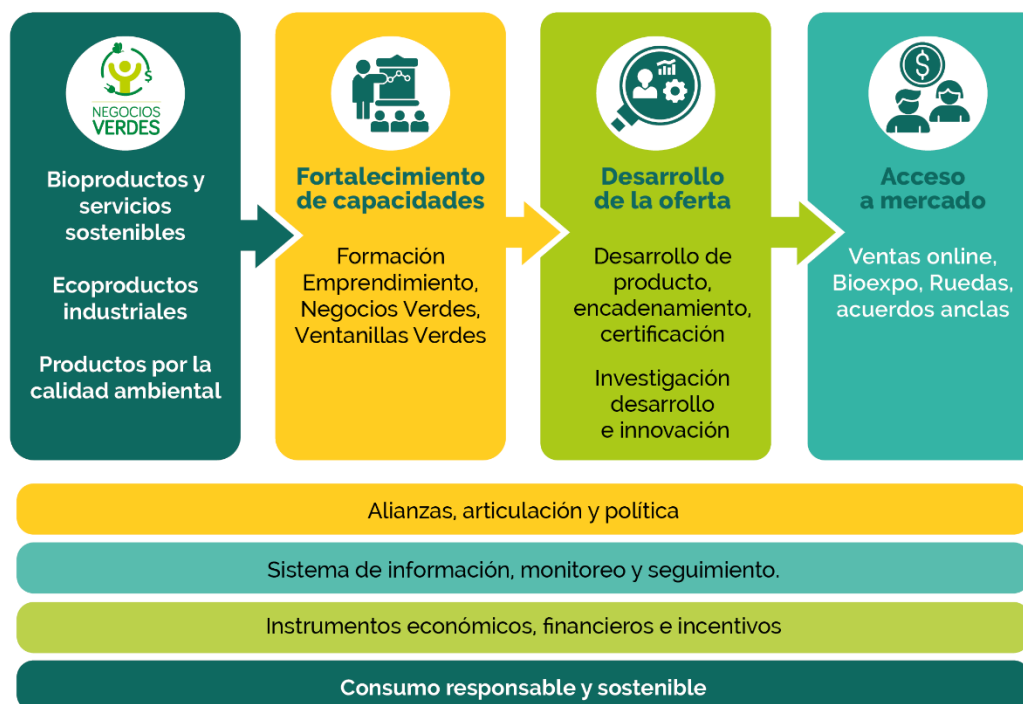 NEGOCIOS
VERDES
Bioproductos y
servicios
sostenibles
Ecoproductos
industriales
Productos por la
calidad ambiental
Fortalecimiento
de capacidades
Formación
Emprendimiento,
Negocios Verdes,
Ventanillas Verdes
Desarrollo
de la oferta
Desarrollo de
producto,
encadenamiento,
certificación
Investigación
desarrollo
e innovación
$
Acceso
a mercado
Ventas online,
Bioexpo, Ruedas,
acuerdos anclas
Alianzas, articulación y política
Sistema de información, monitoreo y seguimiento.
Instrumentos económicos, financieros e incentivos
Consumo responsable y sostenible